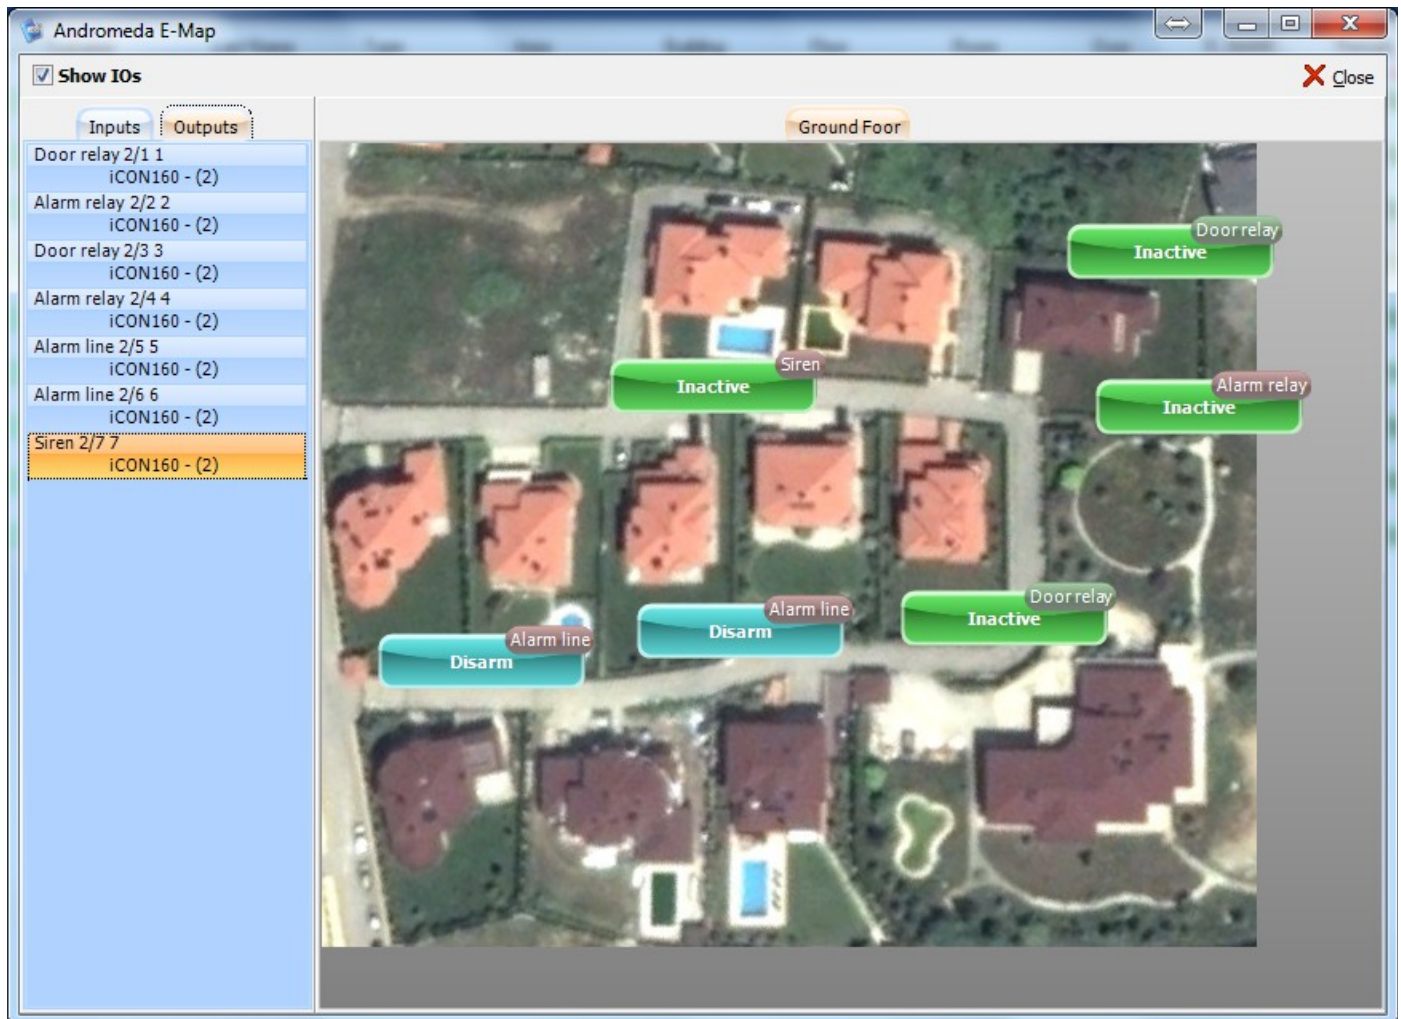 Andromeda E-Map
Show IOs
Close
Inputs
Outputs
Ground Foor
Door relay 2/1 1
iCON160 - (2)
Alarm relay 2/2 2
iCON160 - (2)
Door relay 2/3 3
iCON160 - (2)
Alarm relay 2/4 4
iCON160 - (2)
Alarm line 2/5 5
iCON160 - (2)
Alarm line 2/6 6
iCON160 - (2)
Siren 2/7 7
iCON160 - (2)
Door relay
Inactive
Siren
Inactive
Alarm relay
Inactive
Door relay
Inactive
Alarm line
Disarm
Alarm line
Disarm